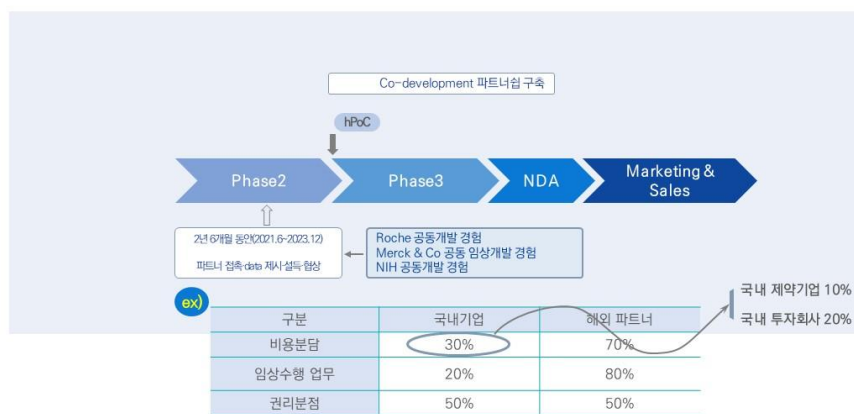 Co-development 파트너쉽 구축
hPoC
Phase2
Phase3
NDA
Marketing &
Sales
2년 6개월 동안(2021.6~2023.12)
파트너 접촉·data 제시·설득·협상
Roche 공동개발 경험
Merck & Co 공동 임상개발 경험
NIH 공동개발 경험
ex)
국내 제약기업 10%
국내 투자회사 20%
구분 국내기업 해외 파트너
비용분담 30% 70%
임상수행 업무 20% 80%
권리분점 50% 50%